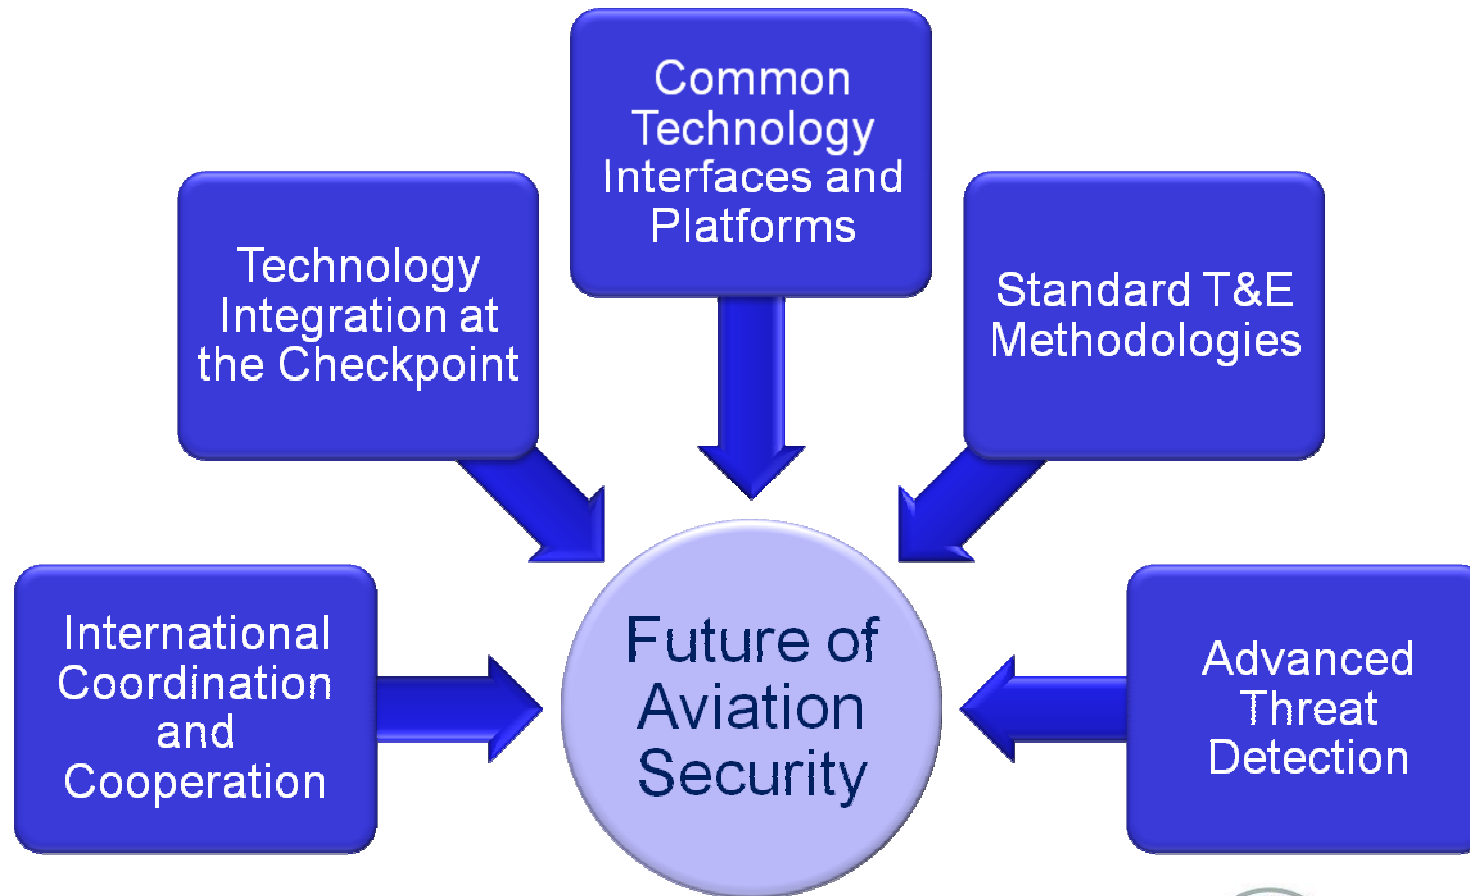 Common
Technology
Interfaces and
Platforms
Technology
Integration at
the Checkpoint
Standard T&E
Methodologies
International
Coordination
and
Cooperation
Future of
Aviation
Security
Advanced
Threat
Detection